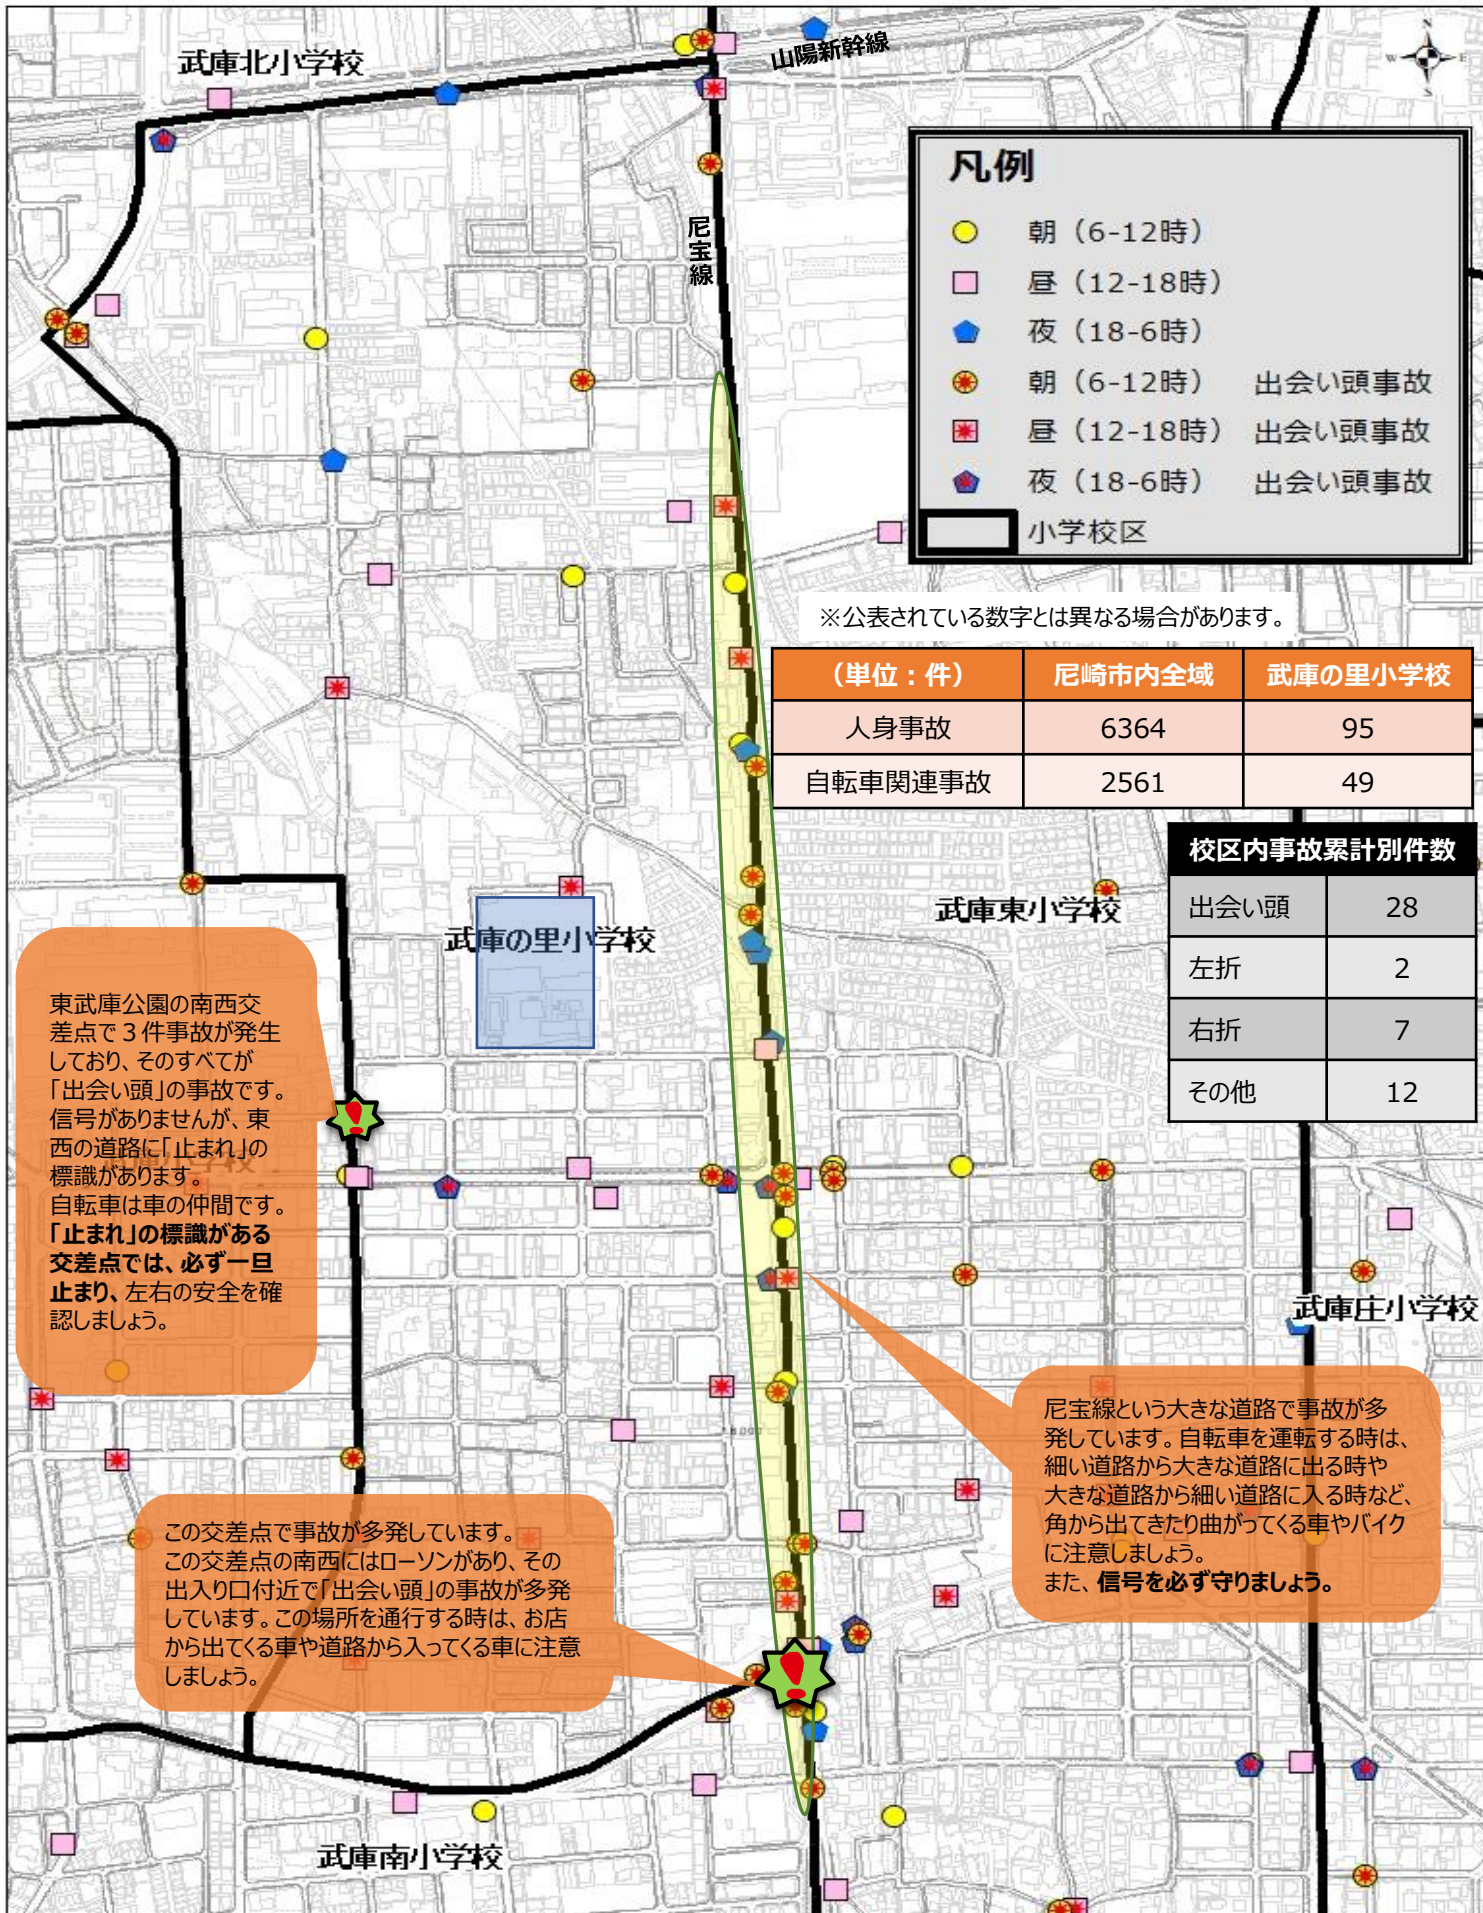 武庫北小学校
山陽新幹線
尼宝線
凡例
朝（6-12時）
昼（12-18時）
夜（18-6時）
朝（6-12時）　出会い頭事故
昼（12-18時）　出会い頭事故
夜（18-6時）　出会い頭事故
小学校区
※公表されている数字とは異なる場合があります。
（単位：件）　尼崎市内全域　武庫の里小学校
人身事故　6364　95
自転車関連事故　2561　49
校区内事故累計別件数
出会い頭　28
左折　2
右折　7
その他　12
武庫東小学校
武庫の里小学校
東武庫公園の南西交
差点で３件事故が発生
しており、そのすべてが
「出会い頭」の事故です。
信号がありませんが、東
西の道路に「止まれ」の
標識があります。
自転車は車の仲間です。
「止まれ」の標識がある
交差点では、必ず一旦
止まり、左右の安全を確
認しましょう。
武庫庄小学校
尼宝線という大きな道路で事故が多
発しています。自転車を運転する時は、
細い道路から大きな道路に出る時や
大きな道路から細い道路に入る時など、
角から出てきたり曲がってくる車やバイク
に注意しましょう。
また、信号を必ず守りましょう。
この交差点で事故が多発しています。
この交差点の南西にはローソンがあり、その
出入り口付近で「出会い頭」の事故が多発
しています。この場所を通行する時は、お店
から出てくる車や道路から入ってくる車に注意
しましょう。
武庫南小学校